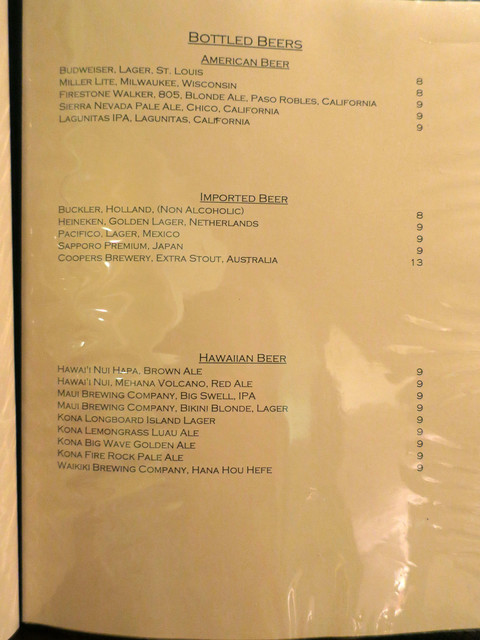 BOTTLED BEERS
AMERICAN BEER
BUDWEISER, LAGER, ST. LOUIS 8
MILLER LITE, MILWAUKEE, WISCONSIN 8
FIRESTONE WALKER, 805, BLONDE ALE, PASO ROBLES, CALIFORNIA 9
SIERRA NEVADA PALE ALE, CHICO, CALIFORNIA 9
LAGUNITAS IPA, LAGUNITAS, CALIFORNIA 9
IMPORTED BEER
BUCKLER, HOLLAND, (NON ALCOHOLIC) 8
HEINEKEN, GOLDEN LAGER, NETHERLANDS 9
PACIFICO, LAGER, MEXICO 9
SAPPORO PREMIUM, JAPAN 9
COOPERS BREWERY, EXTRA STOUT, AUSTRALIA 13
HAWAIIAN BEER
HAWAI'I NUI HAPA, BROWN ALE 9
HAWAI'I NUI, MEHANA VOLCANO, RED ALE 9
MAUI BREWING COMPANY, BIG SWELL, IPA 9
MAUI BREWING COMPANY, BIKINI BLONDE, LAGER 9
KONA LONGBOARD ISLAND LAGER 9
KONA LEMONGRASS LUAU ALE 9
KONA BIG WAVE GOLDEN ALE 9
KONA FIRE ROCK PALE ALE 9
WAIKIKI BREWING COMPANY, HANA HOU HEFE 9